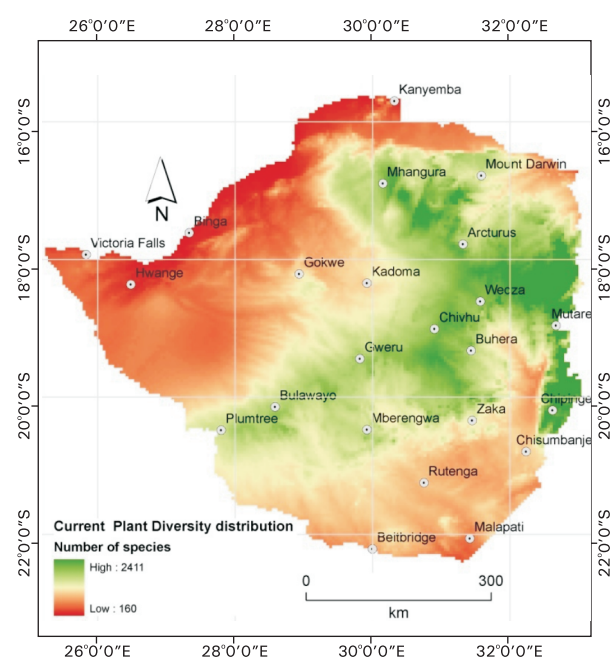 26°0'0"E 28°0'0"E 30°0'0"E 32°0'0"E
Kanyemba
16°0'0"S 16°0'0"S
Mount Darwin
Mhangura
N
Binga
Arcturus
Victoria Falls
18°0'0"S 18°0'0"S
Gokwe
Kadoma
Hwange
Wedza
Chivhu
Mutare
Buhera
Gweru
Bulawayo
Chipinge
20°0'0"S 20°0'0"S
Plumtree
Mberengwa
Zaka
Chisumbanje
Rutenga
Current Plant Diversity distribution
Malapati
Beitbridge
22°0'0"S 22°0'0"S
Number of species
High : 2411
0 300
km
Low : 160
26°0'0"E 28°0'0"E 30°0'0"E 32°0'0"E